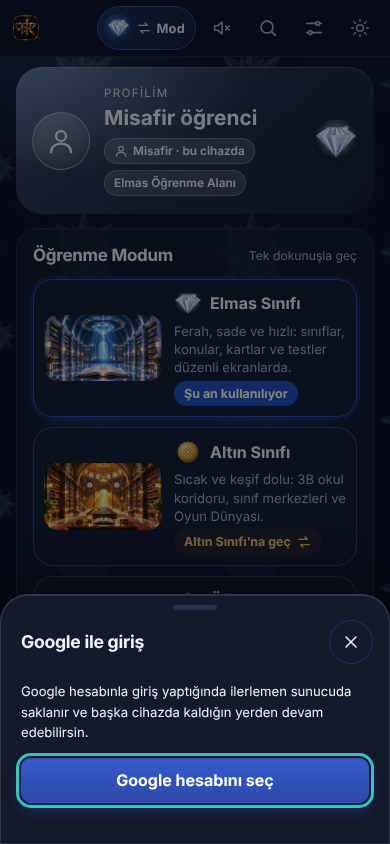 Mod
PROFİLİM
Misafir öğrenci
Misafir · bu cihazda
Elmas Öğrenme Alanı
Öğrenme Modum
Tek dokunuşla geç
Elmas Sınıfı
Ferah, sade ve hızlı: sınıflar,
konular, kartlar ve testler
düzenli ekranlarda.
Şu an kullanılıyor
Altın Sınıfı
Sıcak ve keşif dolu: 3B okul
koridoru, sınıf merkezleri ve
Oyun Dünyası.
Altın Sınıfı'na geç
Google ile giriş
Google hesabınla giriş yaptığında ilerlemen sunucuda
saklanır ve başka cihazda kaldığın yerden devam
edebilirsin.
Google hesabını seç